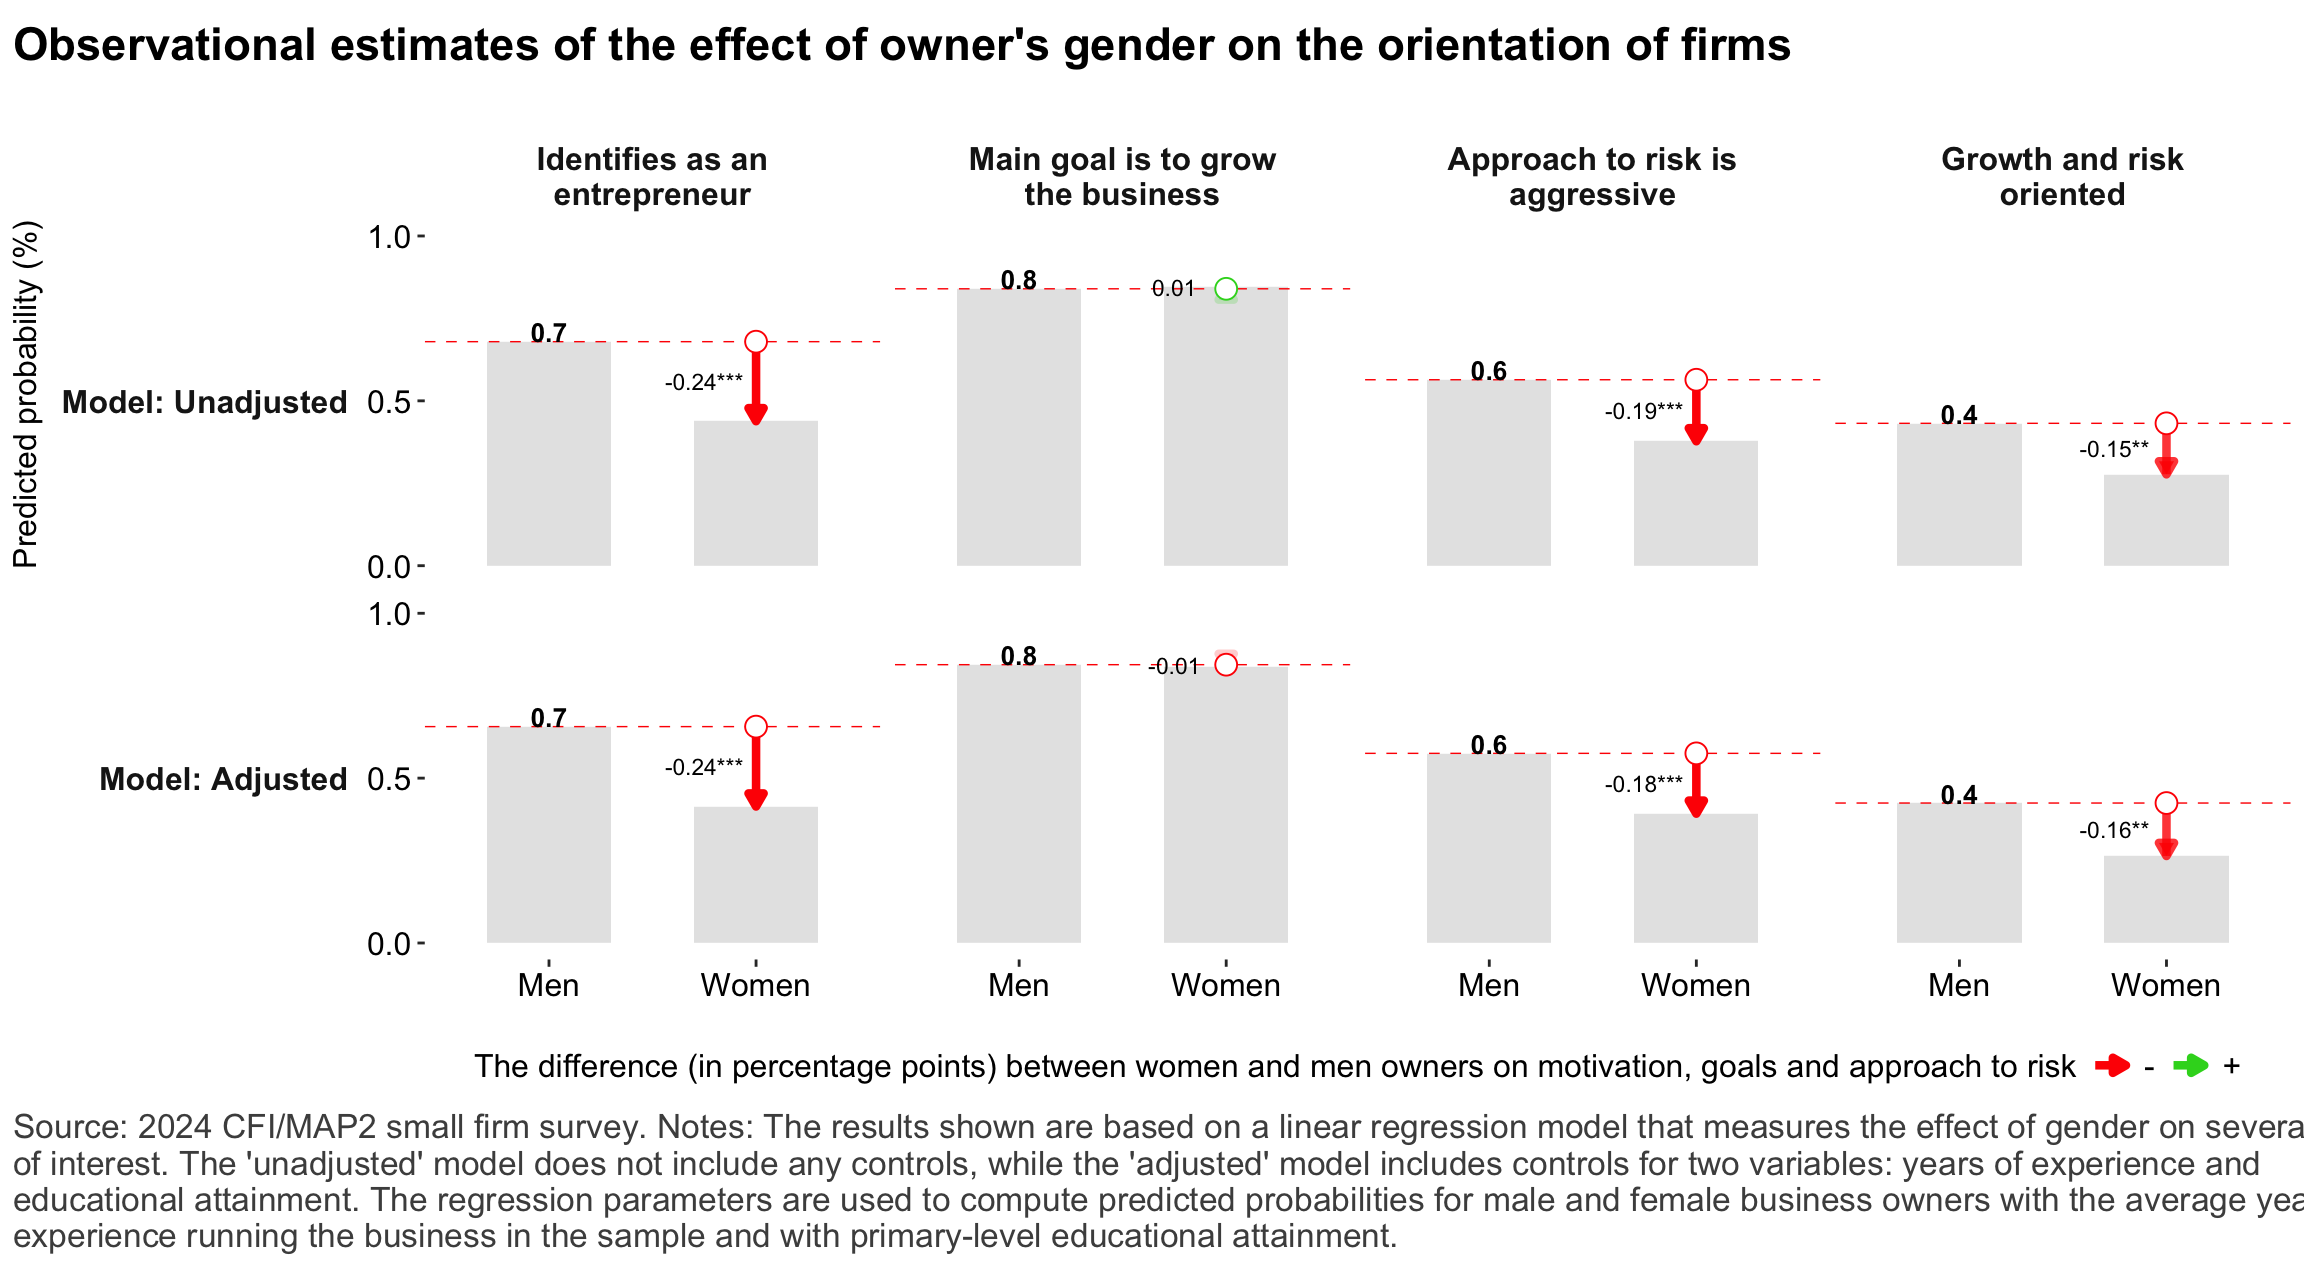 Observational estimates of the effect of owner's gender on the orientation of firms
Identifies as an
entrepreneur
Main goal is to grow
the business
Approach to risk is
aggressive
Growth and risk
oriented
Predicted probability (%)
Model: Unadjusted
1.0
0.5
0.0
0.7
-0.24***
0.8
0.01
0.6
-0.19***
0.4
-0.15**
Model: Adjusted
1.0
0.5
0.0
0.7
-0.24***
0.8
-0.01
0.6
-0.18***
0.4
-0.16**
Men Women Men Women Men Women Men Women
The difference (in percentage points) between women and men owners on motivation, goals and approach to risk - +
Source: 2024 CFI/MAP2 small firm survey. Notes: The results shown are based on a linear regression model that measures the effect of gender on severa
of interest. The 'unadjusted' model does not include any controls, while the 'adjusted' model includes controls for two variables: years of experience and
educational attainment. The regression parameters are used to compute predicted probabilities for male and female business owners with the average yea
experience running the business in the sample and with primary-level educational attainment.